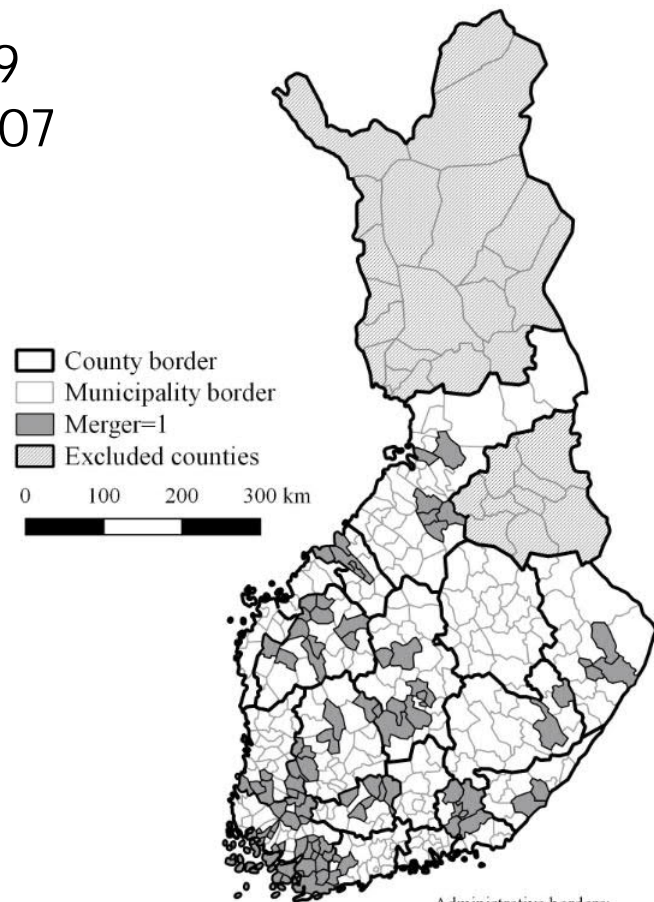 9
07
County border
Municipality border
Merger=1
Excluded counties
0 100 200 300 km